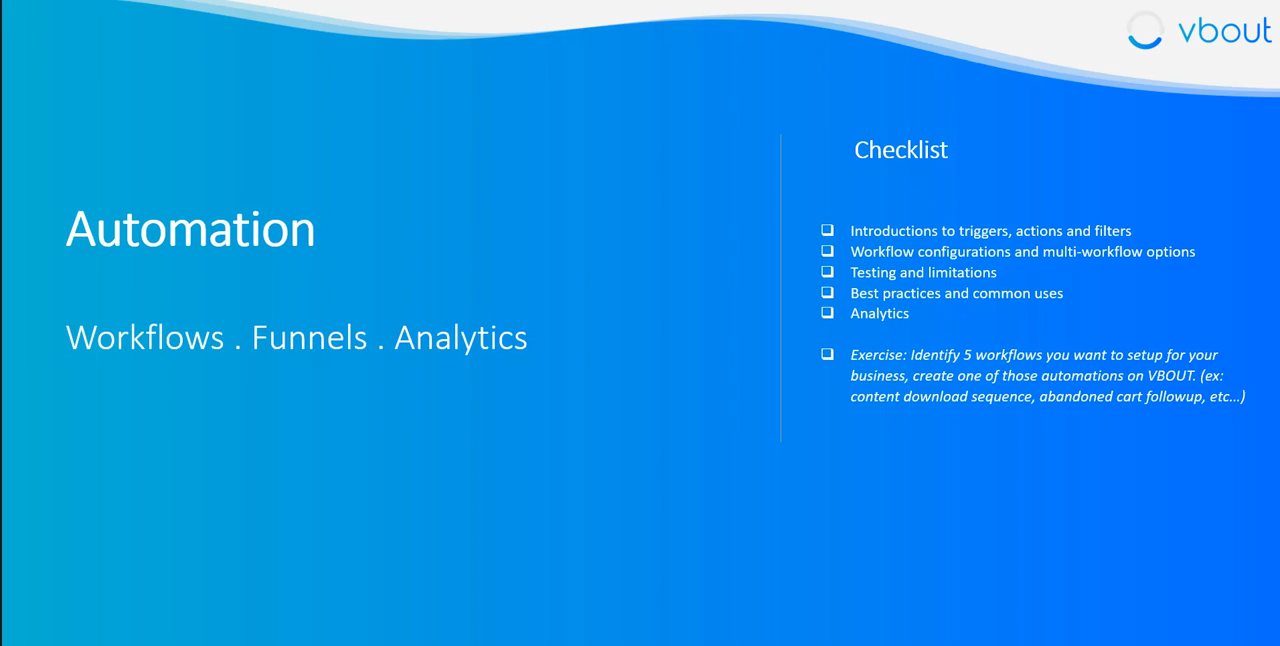 vbout
Automation
Workflows . Funnels . Analytics
Checklist
Introductions to triggers, actions and filters
Workflow configurations and multi-workflow options
Testing and limitations
Best practices and common uses
Analytics
Exercise: Identify 5 workflows you want to setup for your
business, create one of those automations on VBOUT. (ex:
content download sequence, abandoned cart followup, etc...)